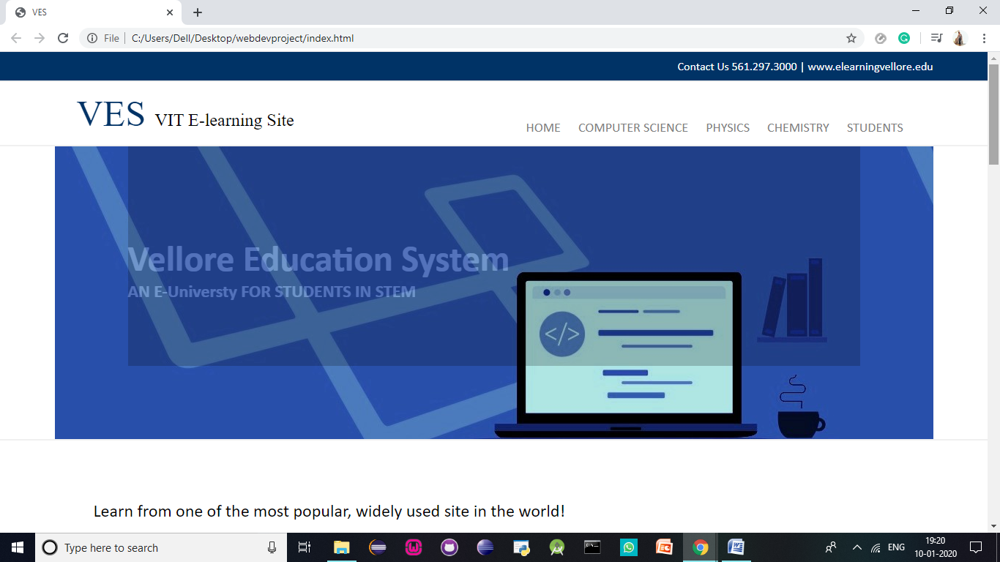 VES
File
C:/Users/Dell/Desktop/webdevproject/index.html
Contact Us 561.297.3000 | www.elearningvellore.edu
VES VIT E-learning Site
HOME COMPUTER SCIENCE PHYSICS CHEMISTRY STUDENTS
Vellore Education System
AN E-Universty FOR STUDENTS IN STEM
</>
Learn from one of the most popular, widely used site in the world!
Type here to search
ENG
19:20
10-01-2020